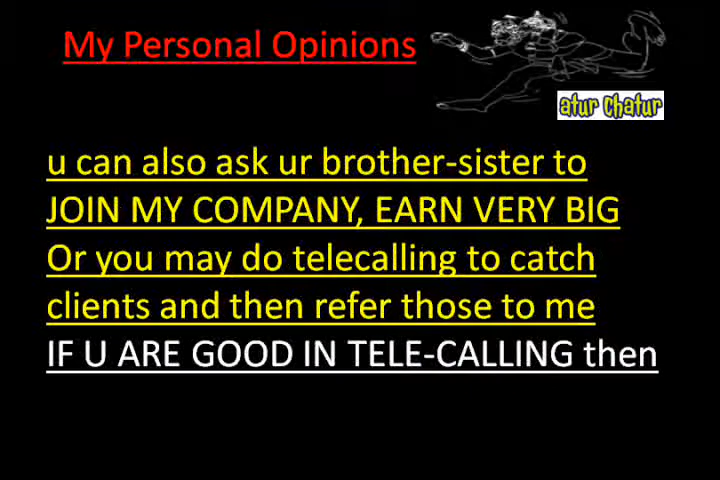 My Personal Opinions
atur chatur
u can also ask ur brother-sister to
JOIN MY COMPANY, EARN VERY BIG
Or you may do telecalling to catch
clients and then refer those to me
IF U ARE GOOD IN TELE-CALLING then